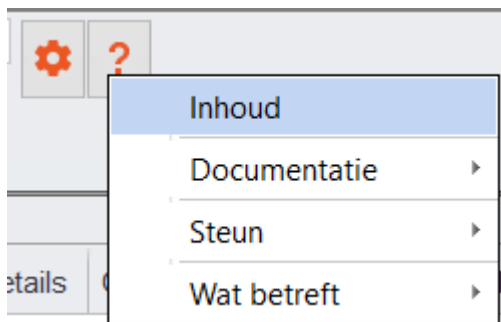 ?
Inhoud
Documentatie
Steun
etails
Wat betreft